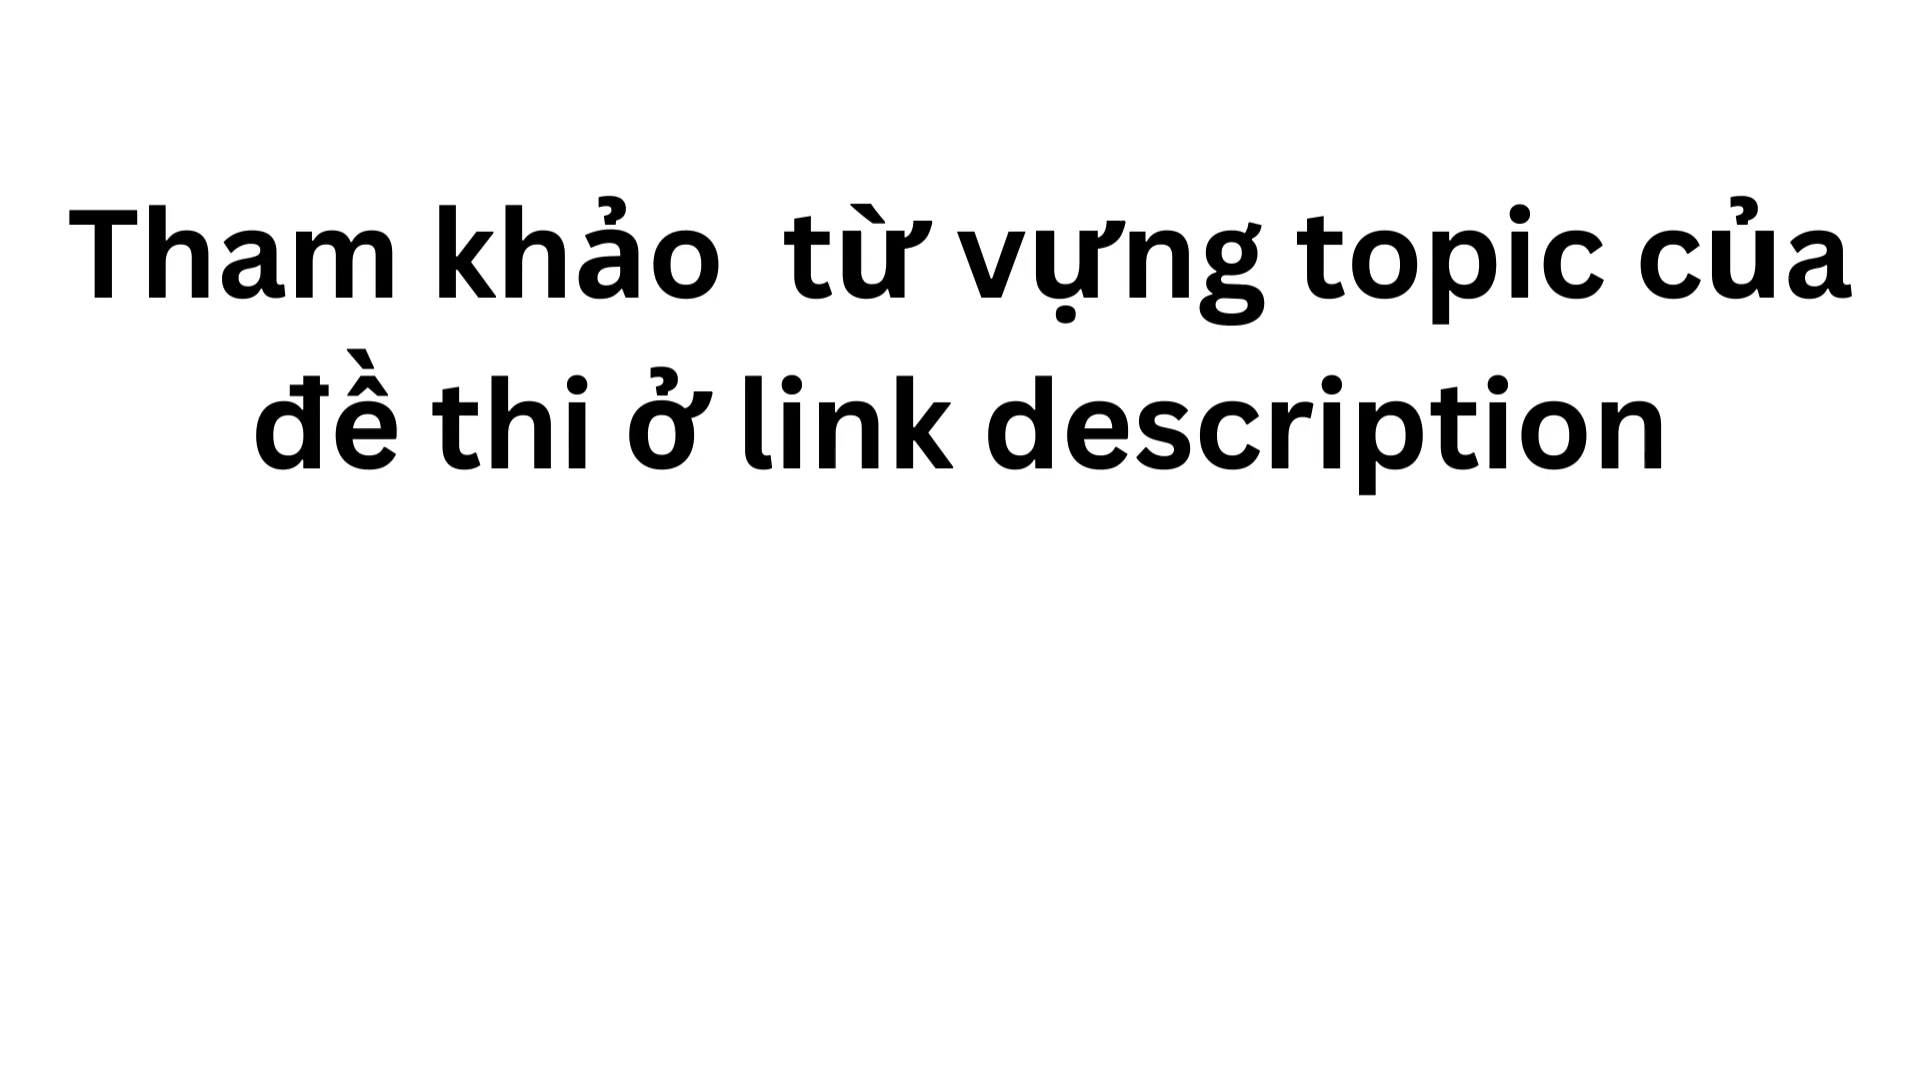 Tham khảo  từ vựng topic của
đề thi ở link description